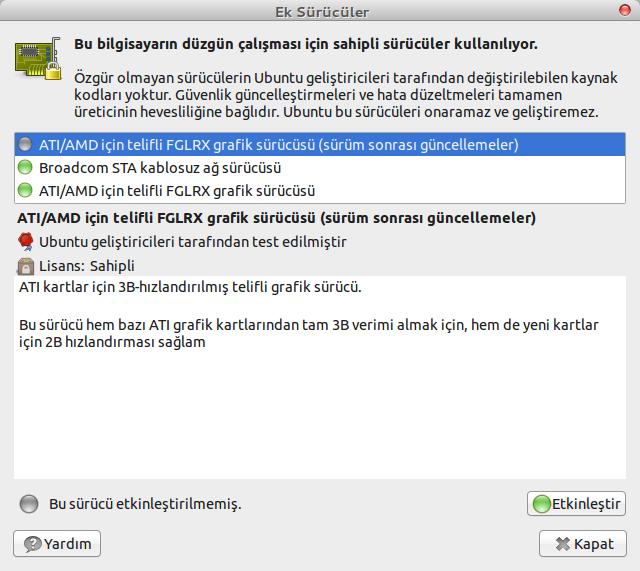 Ek Sürücüler
Bu bilgisayarın düzgün çalışması için sahipli sürücüler kullanılıyor.
Özgür olmayan sürücülerin Ubuntu geliştiricileri tarafından değiştirilebilen kaynak
kodları yoktur. Güvenlik güncelleştirmeleri ve hata düzeltmeleri tamamen
üreticinin hevesliliğine bağlıdır. Ubuntu bu sürücüleri onaramaz ve geliştiremez.
ATI/AMD için telifli FGLRX grafik sürücüsü (sürüm sonrası güncellemeler)
Broadcom STA kablosuz ağ sürücüsü
ATI/AMD için telifli FGLRX grafik sürücüsü
ATI/AMD için telifli FGLRX grafik sürücüsü (sürüm sonrası güncellemeler)
Ubuntu geliştiricileri tarafından test edilmiştir
Lisans: Sahipli
ATI kartlar için 3B-hızlandırılmış telifli grafik sürücü.
Bu sürücü hem bazı ATI grafik kartlarından tam 3B verimi almak için, hem de yeni kartlar
için 2B hızlandırması sağlam
Bu sürücü etkinleştirilmemiş.
Etkinleştir
Yardım
Kapat